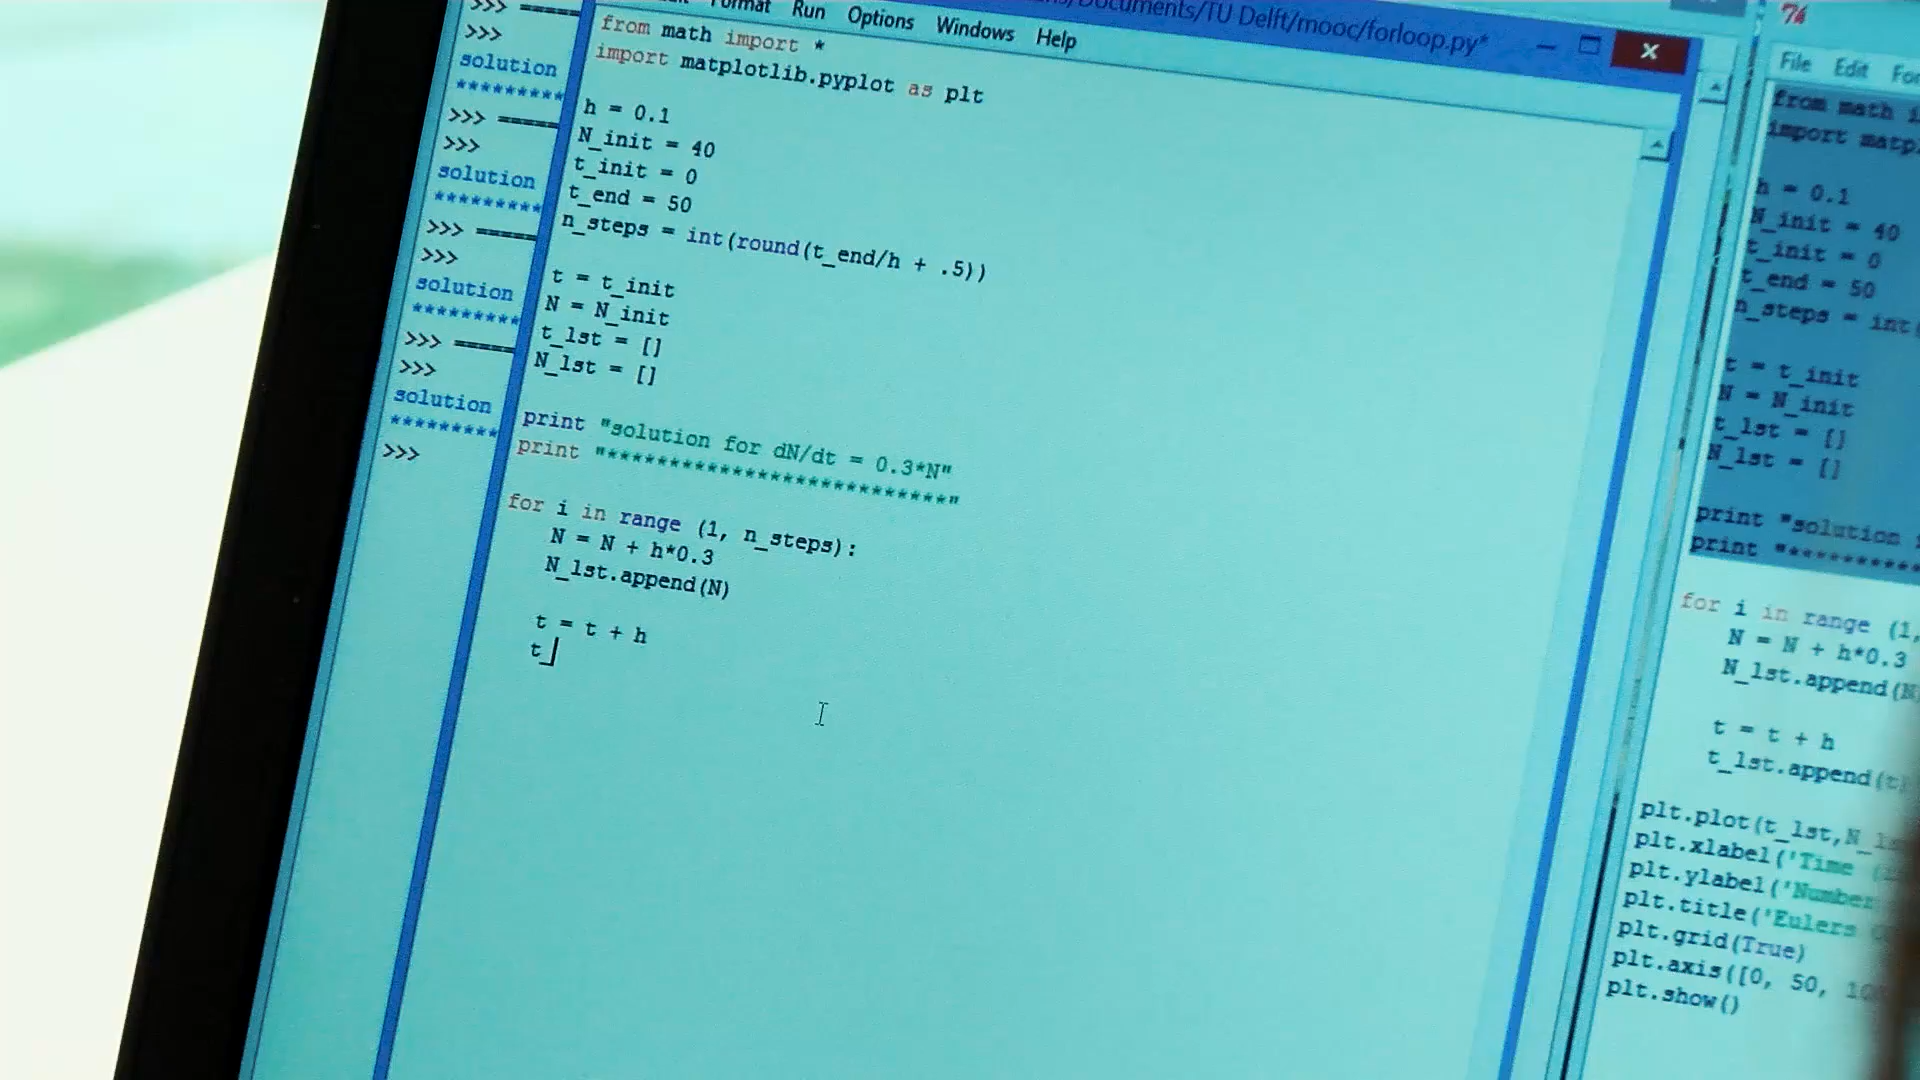 >>> =====
>>>
solution
*********
>>> =====
>>>
solution
*********
>>> =====
>>>
solution
*********
>>> =====
>>>
solution
*********
>>>
Format Run Options Windows Help
/Documents/TU Delft/mooc/forloop.py*
from math import *
import matplotlib.pyplot as plt
h = 0.1
N_init = 40
t_init = 0
t_end = 50
n_steps = int(round(t_end/h + .5))
t = t_init
N = N_init
t_lst = []
N_lst = []
print "solution for dN/dt = 0.3*N"
print "***************************"
for i in range (1, n_steps):
N = N + h*0.3
N_lst.append(N)
t = t + h
t_
File Edit Fo
from math i
import matp
h = 0.1
N_init = 40
t_init = 0
t_end = 50
n_steps = int(
t = t_init
N = N_init
t_lst = []
N_lst = []
print "solution
print "*********
for i in range (1,
N = N + h*0.3
N_lst.append(N
t = t + h
t_lst.append(t)
plt.plot(t_lst,N_ls
plt.xlabel('Time (
plt.ylabel('Number
plt.title('Eulers
plt.grid(True)
plt.axis([0, 50, 10
plt.show()